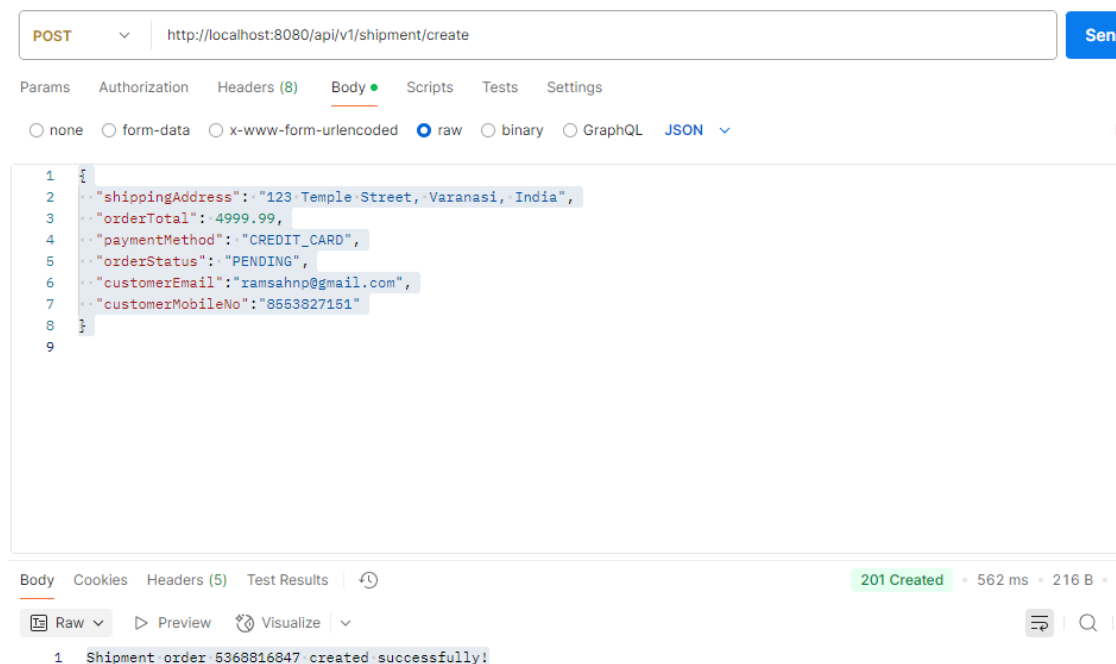 POST http://localhost:8080/api/v1/shipment/create Sen
Params Authorization Headers (8) Body Scripts Tests Settings
none form-data x-www-form-urlencoded raw binary GraphQL JSON
1 {
2 "shippingAddress": "123 Temple Street, Varanasi, India",
3 "orderTotal": 4999.99,
4 "paymentMethod": "CREDIT_CARD",
5 "orderStatus": "PENDING",
6 "customerEmail":"ramsahnp@gmail.com",
7 "customerMobileNo":"8553827151"
8 }
9
Body Cookies Headers (5) Test Results 201 Created 562 ms 216 B
Raw Preview Visualize
1 Shipment order 5368816847 created successfully!